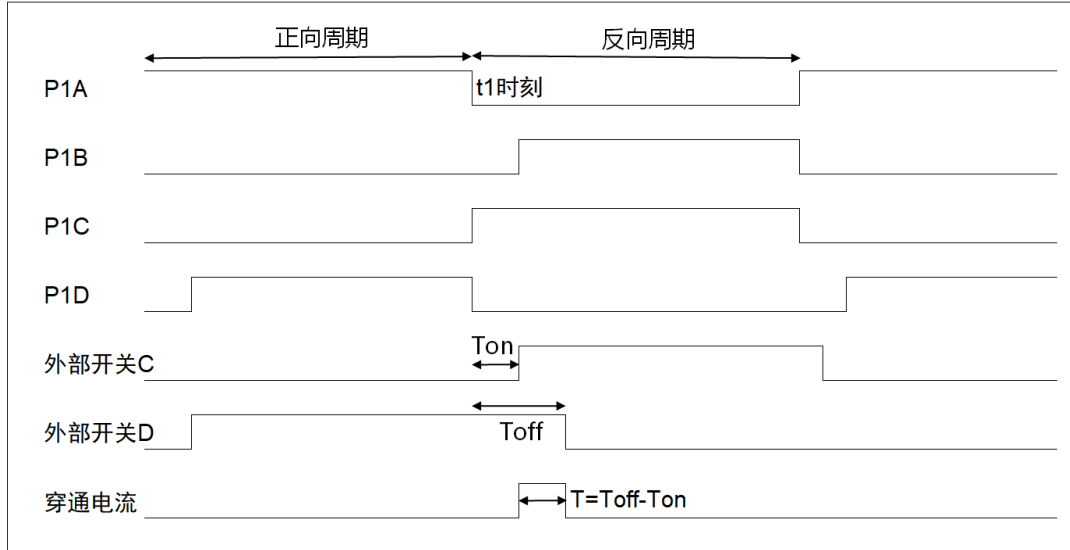 正向周期 反向周期
P1A t1时刻
P1B
P1C
P1D
外部开关C Ton
外部开关D Toff
穿通电流 T=Toff-Ton